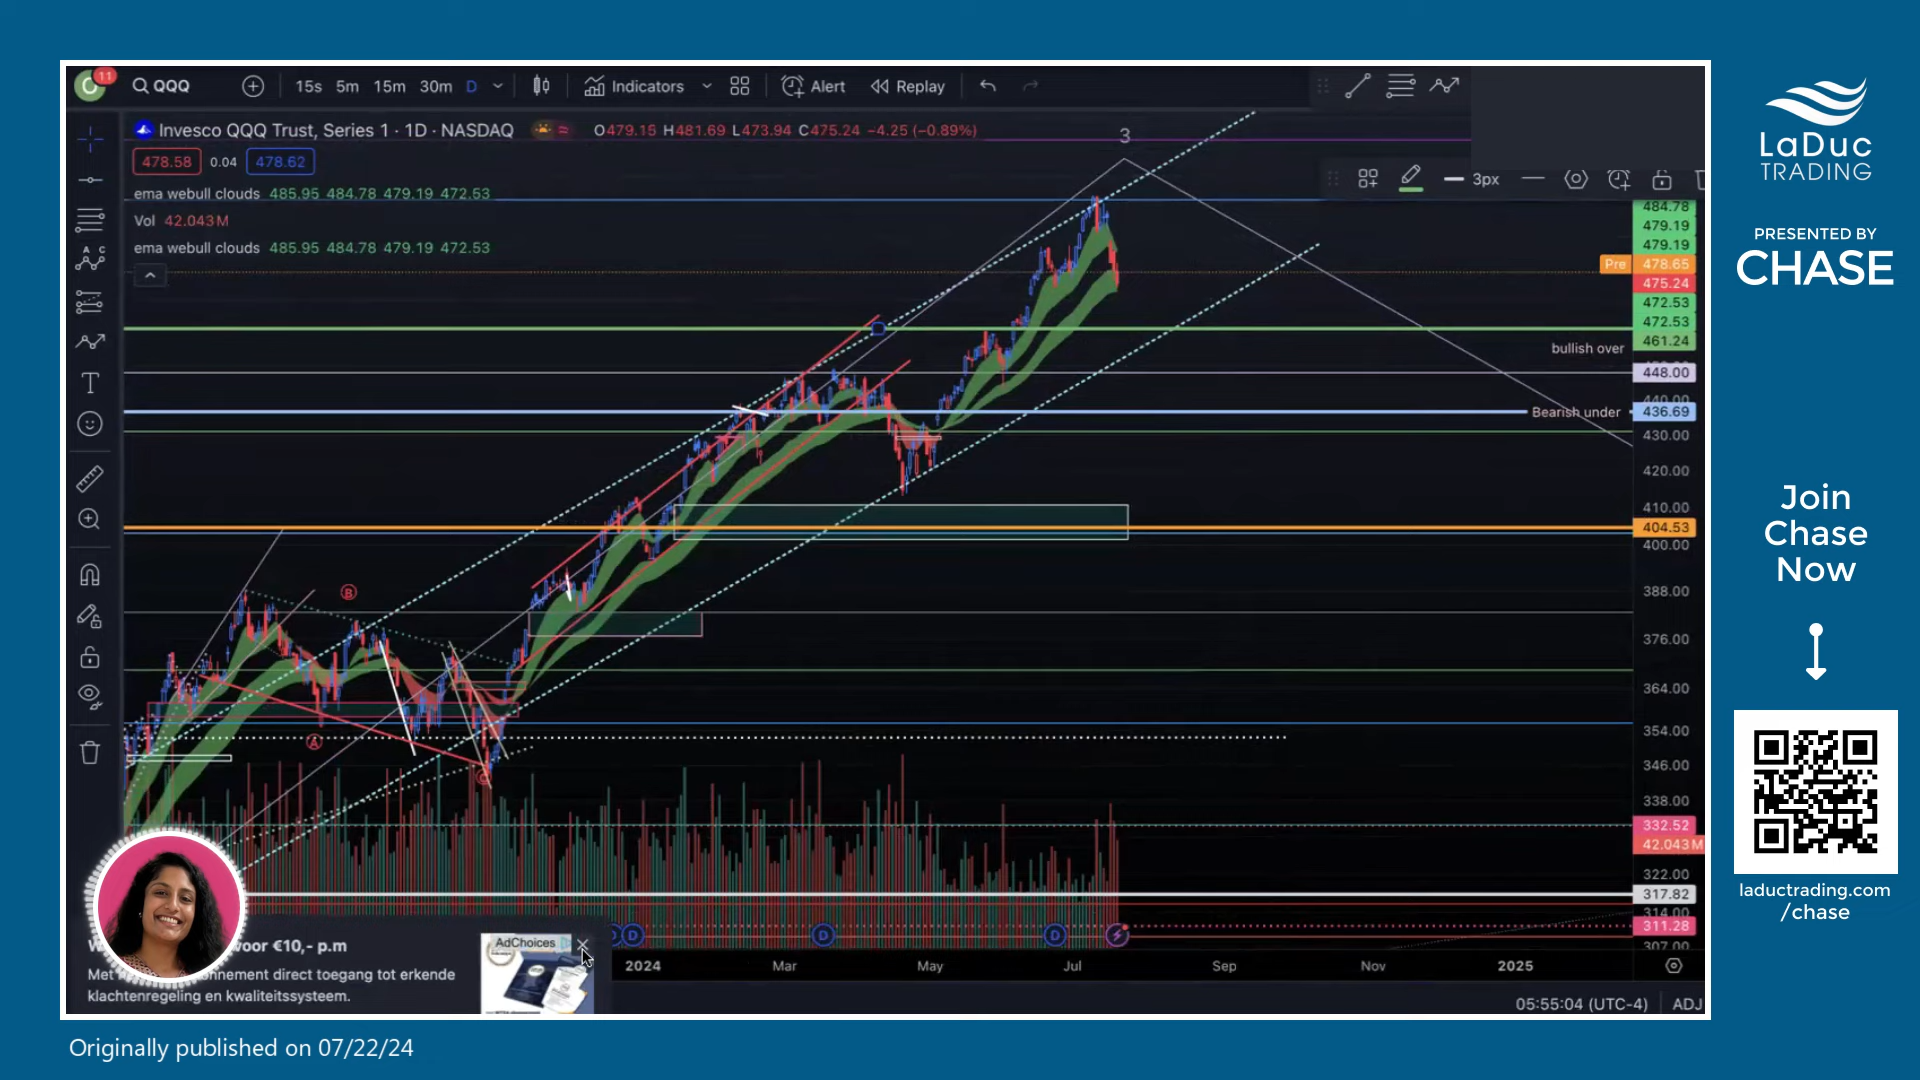 11
QQQ
15s 5m 15m 30m D
Indicators
Alert
Replay
Invesco QQQ Trust, Series 1 · 1D · NASDAQ
O479.15 H481.69 L473.94 C475.24 −4.25 (−0.89%)
478.58 0.04 478.62
ema webull clouds 485.95 484.78 479.19 472.53
Vol 42.043M
ema webull clouds 485.95 484.78 479.19 472.53
3
3px
484.78
479.19
479.19
Pre 478.65
475.24
472.53
472.53
461.24
bullish over
448.00
440.00
Bearish under 436.69
430.00
420.00
410.00
404.53
400.00
388.00
376.00
364.00
354.00
346.00
338.00
332.52
42.043M
322.00
317.82
314.00
311.28
307.00
A
B
C
A C
T
D
D
D
2024 Mar May Jul Sep Nov 2025
05:55:04 (UTC-4) ADJ
voor €10,- p.m
nnement direct toegang tot erkende
klachtenregeling en kwaliteitssysteem.
AdChoices
LaDuc
TRADING
PRESENTED BY
CHASE
Join
Chase
Now
laductrading.com
/chase
Originally published on 07/22/24